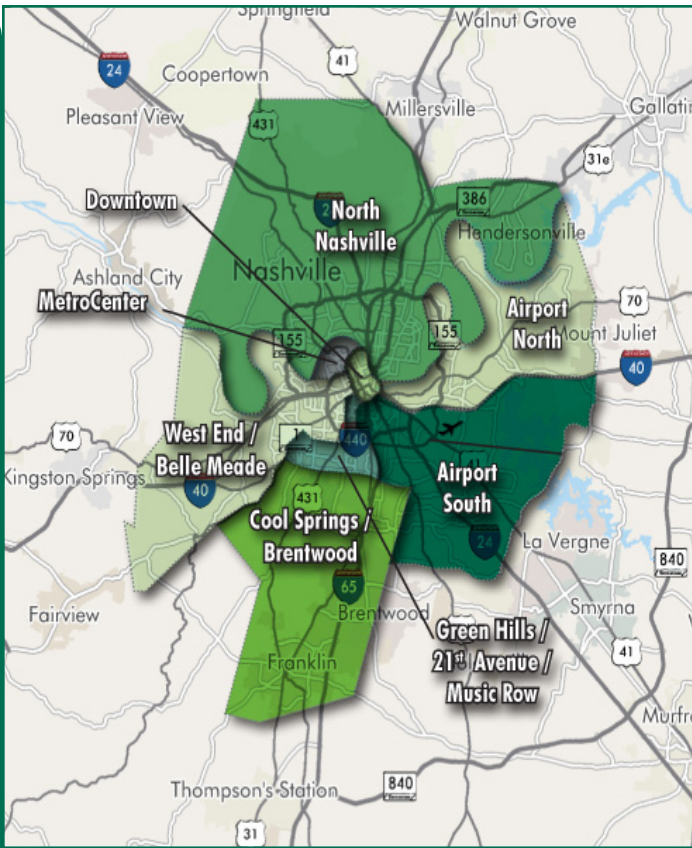 Springfield
Walnut Grove
41
24
Coopertown
Pleasant View
431
Millersville
Gallatin
31e
386
Downtown
2
North
Nashville
Hendersonville
Nashville
Ashland City
MetroCenter
Airport
North
70
155
155
Mount Juliet
40
West End /
Belle Meade
70
1
440
Kingston Springs
40
431
Airport
South
Cool Springs /
Brentwood
24
La Vergne
840
65
Fairview
Brentwood
Smyrna
Green Hills /
21st Avenue /
Music Row
41
Franklin
Murfr
840
Thompson's Station
31